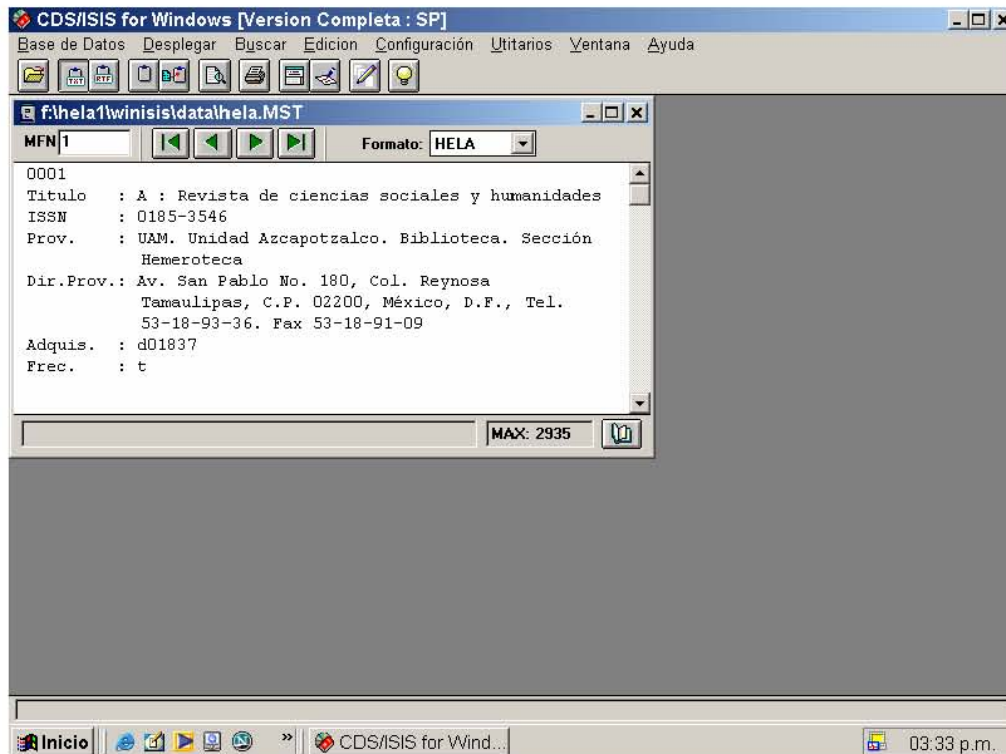 CDS/ISIS for Windows [Version Completa : SP]
Base de Datos Desplegar Buscar Edicion Configuración Utitarios Ventana Ayuda
TXT RTF
f:\hela1\winisis\data\hela.MST
MFN 1 Formato: HELA
0001
Titulo : A : Revista de ciencias sociales y humanidades
ISSN : 0185-3546
Prov. : UAM. Unidad Azcapotzalco. Biblioteca. Sección
Hemeroteca
Dir.Prov.: Av. San Pablo No. 180, Col. Reynosa
Tamaulipas, C.P. 02200, México, D.F., Tel.
53-18-93-36. Fax 53-18-91-09
Adquis. : d01837
Frec. : t
MAX: 2935
Inicio » CDS/ISIS for Wind... 03:33 p.m.